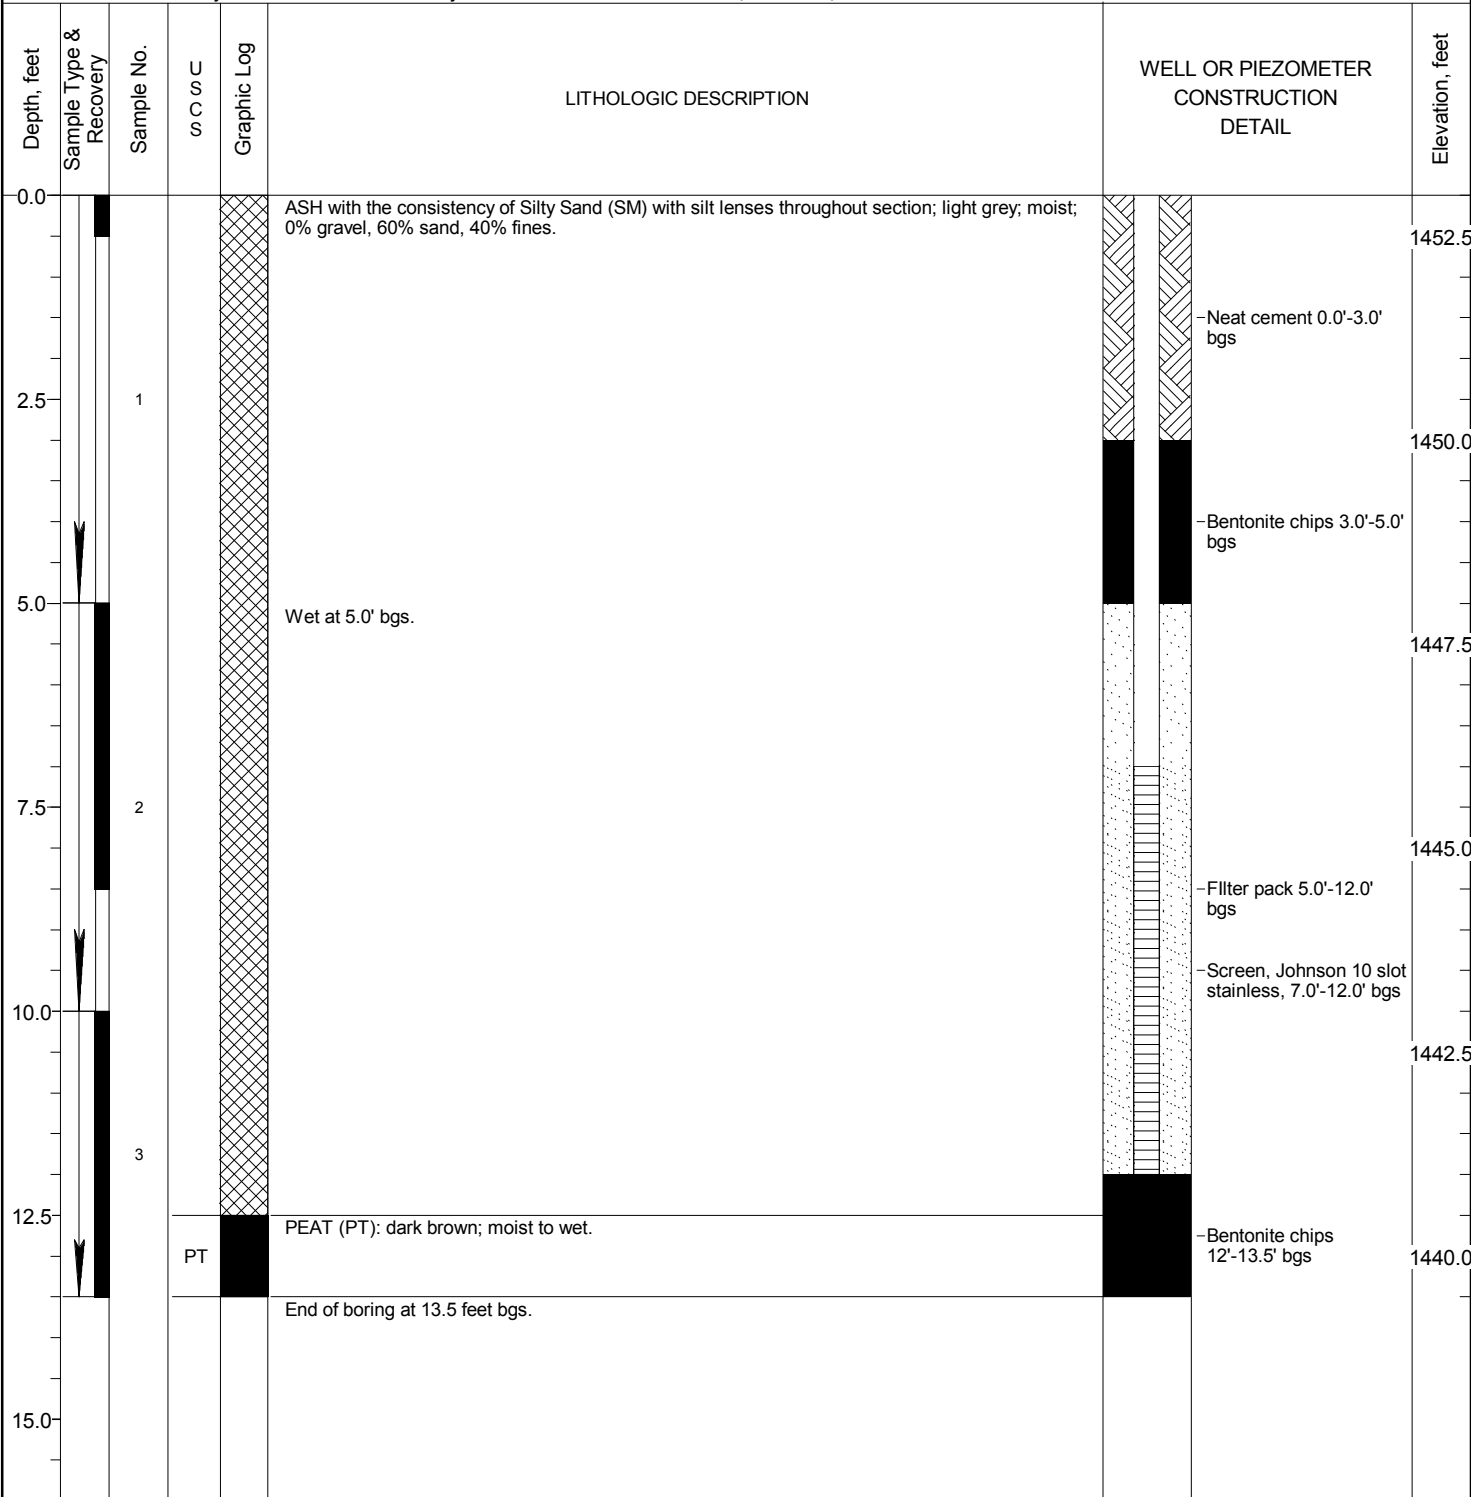 Depth, feet
Sample Type &
Recovery
Sample No.
U
S
C
S
Graphic Log
LITHOLOGIC DESCRIPTION
WELL OR PIEZOMETER
CONSTRUCTION
DETAIL
Elevation, feet
0.0
ASH with the consistency of Silty Sand (SM) with silt lenses throughout section; light grey; moist;
0% gravel, 60% sand, 40% fines.
1452.5
Neat cement 0.0'-3.0'
bgs
2.5
1
1450.0
Bentonite chips 3.0'-5.0'
bgs
5.0
Wet at 5.0' bgs.
1447.5
7.5
2
1445.0
FIlter pack 5.0'-12.0'
bgs
Screen, Johnson 10 slot
stainless, 7.0'-12.0' bgs
10.0
1442.5
3
12.5
PEAT (PT): dark brown; moist to wet.
PT
Bentonite chips
12'-13.5' bgs
1440.0
End of boring at 13.5 feet bgs.
15.0